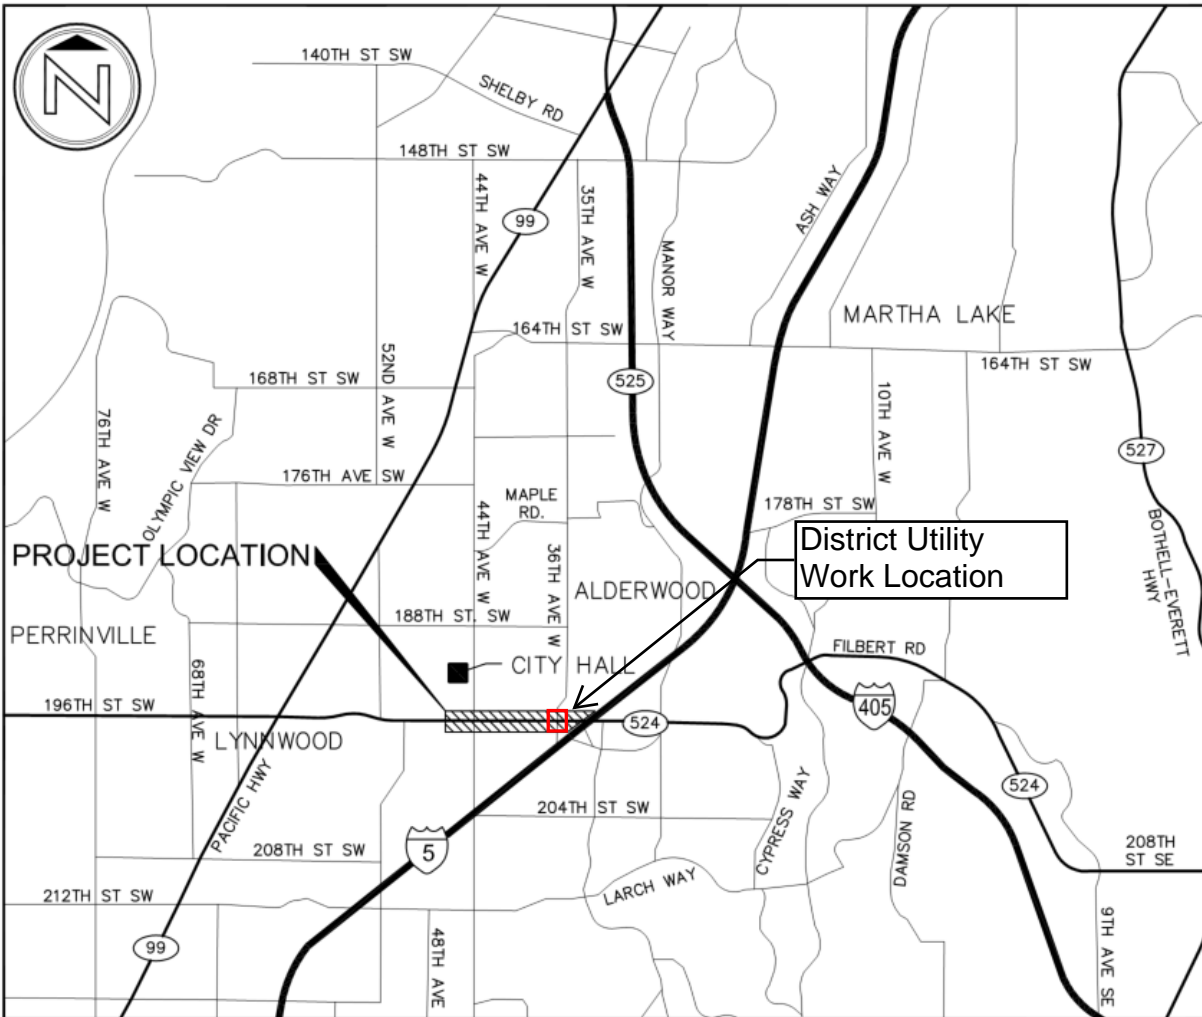 N
140TH ST SW
SHELBY RD
148TH ST SW
44TH AVE W
99
35TH AVE W
MANOR WAY
ASH WAY
MARTHA LAKE
164TH ST SW
164TH ST SW
52ND AVE W
168TH ST SW
525
10TH AVE W
76TH AVE W
OLYMPIC VIEW DR
527
176TH AVE SW
MAPLE
RD.
178TH ST SW
44TH AVE W
36TH AVE W
BOTHELL-EVERETT
HWY
District Utility
Work Location
PROJECT LOCATION
ALDERWOOD
188TH ST. SW
PERRINVILLE
CITY HALL
FILBERT RD
68TH AVE W
196TH ST SW
405
524
LYNNWOOD
PACIFIC HWY
CYPRESS WAY
DAMSON RD
524
204TH ST SW
5
208TH ST SW
208TH
ST SE
LARCH WAY
212TH ST SW
9TH AVE SE
99
48TH AVE